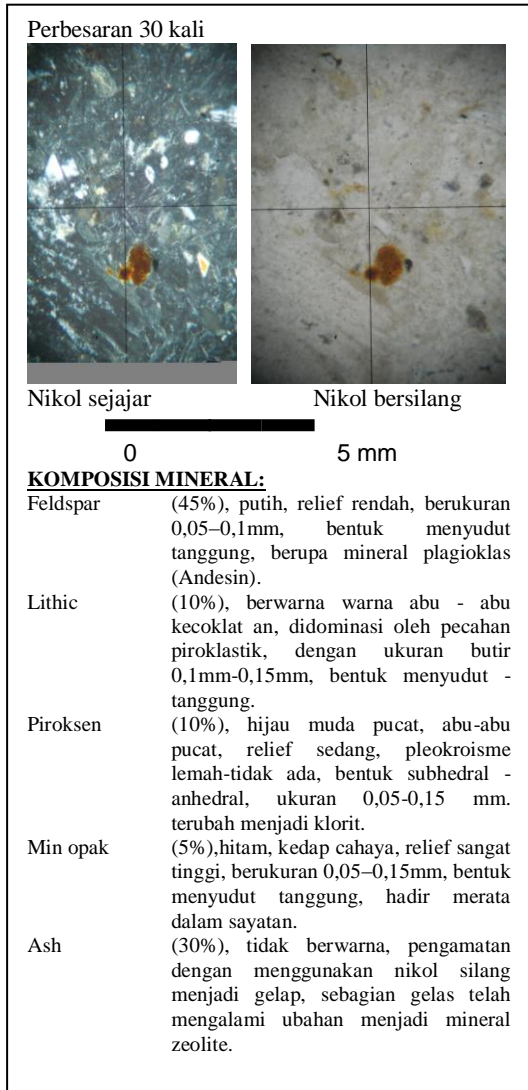 Perbesaran 30 kali
Nikol sejajar Nikol bersilang
0 5 mm
KOMPOSISI MINERAL:
Feldspar (45%), putih, relief rendah, berukuran
0,05–0,1mm, bentuk menyudut
tanggung, berupa mineral plagioklas
(Andesin).
Lithic (10%), berwarna warna abu - abu
kecoklat an, didominasi oleh pecahan
piroklastik, dengan ukuran butir
0,1mm-0,15mm, bentuk menyudut -
tanggung.
Piroksen (10%), hijau muda pucat, abu-abu
pucat, relief sedang, pleokroisme
lemah-tidak ada, bentuk subhedral -
anhedral, ukuran 0,05-0,15 mm.
terubah menjadi klorit.
Min opak (5%),hitam, kedap cahaya, relief sangat
tinggi, berukuran 0,05–0,15mm, bentuk
menyudut tanggung, hadir merata
dalam sayatan.
Ash (30%), tidak berwarna, pengamatan
dengan menggunakan nikol silang
menjadi gelap, sebagian gelas telah
mengalami ubahan menjadi mineral
zeolite.